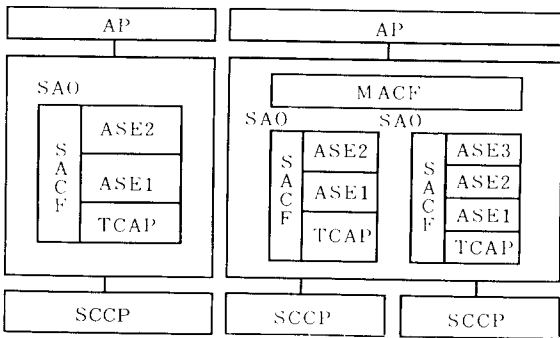 AP
AP
MACF
SAO
SAO
SAO
SACF
ASE2
ASE1
TCAP
SACF
ASE2
ASE1
TCAP
SACF
ASE3
ASE2
ASE1
TCAP
SCCP
SCCP
SCCP